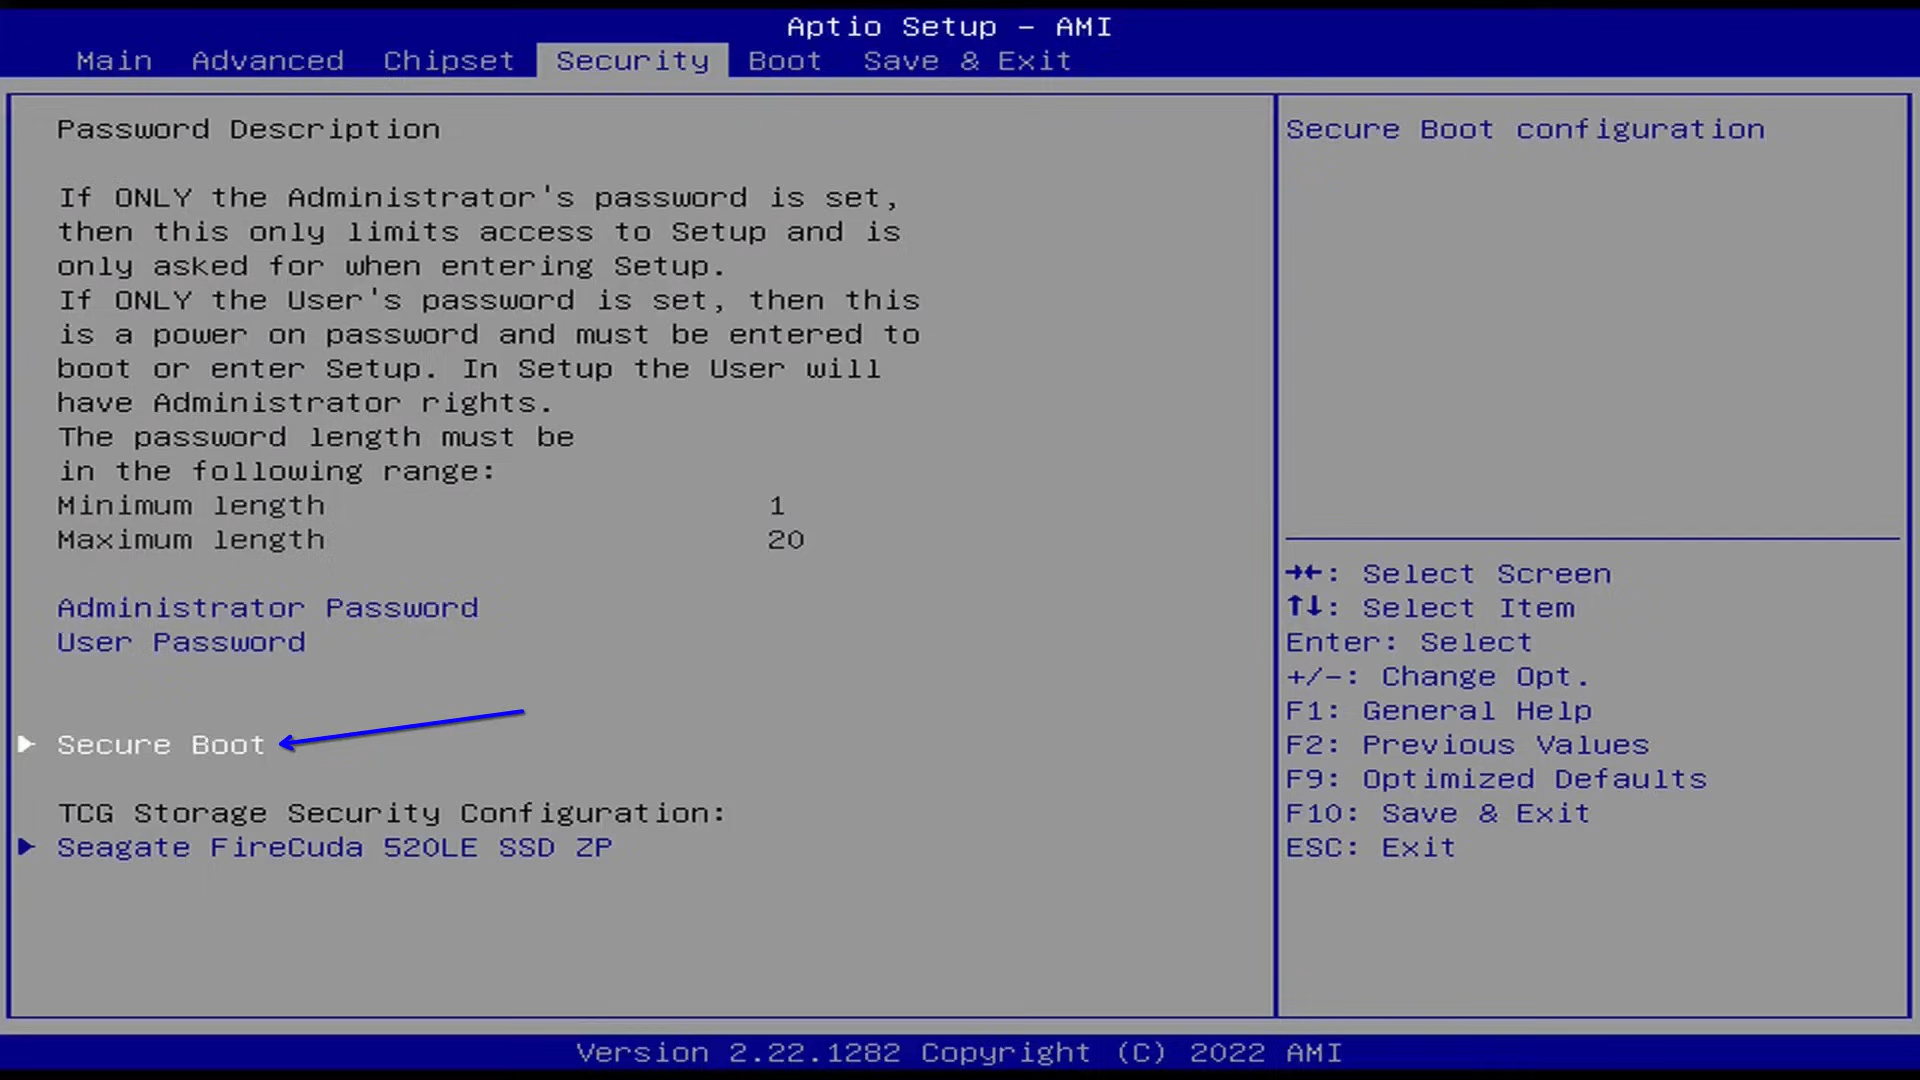 Aptio Setup – AMI
Main Advanced Chipset Security Boot Save & Exit
Password Description
If ONLY the Administrator's password is set,
then this only limits access to Setup and is
only asked for when entering Setup.
If ONLY the User's password is set, then this
is a power on password and must be entered to
boot or enter Setup. In Setup the User will
have Administrator rights.
The password length must be
in the following range:
Minimum length 1
Maximum length 20
Administrator Password
User Password
Secure Boot
TCG Storage Security Configuration:
Seagate FireCuda 520LE SSD ZP
Secure Boot configuration
→←: Select Screen
↑↓: Select Item
Enter: Select
+/-: Change Opt.
F1: General Help
F2: Previous Values
F9: Optimized Defaults
F10: Save & Exit
ESC: Exit
Version 2.22.1282 Copyright (C) 2022 AMI